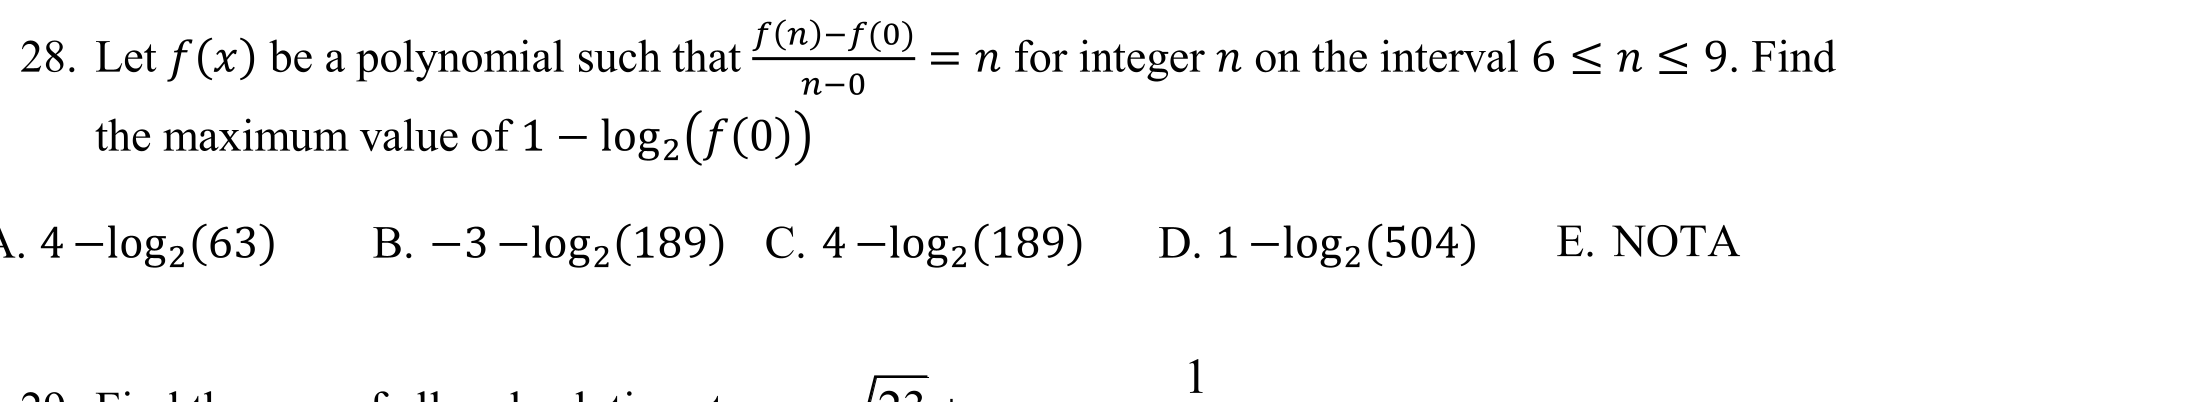 28. Let f(x) be a polynomial such that \frac{f(n)-f(0)}{n-0} = n for integer n on the interval 6 ≤ n ≤ 9. Find
the maximum value of 1 − log₂(f(0))
A. 4 −log₂(63) B. −3 −log₂(189) C. 4 −log₂(189) D. 1 −log₂(504) E. NOTA
1